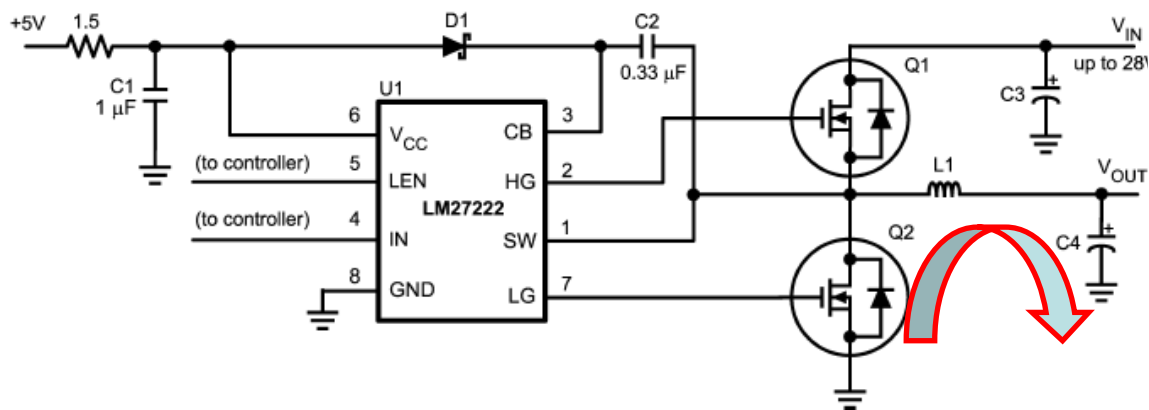 +5V
1.5
D1
C2
0.33 µF
C1
1 µF
V_IN
up to 28V
Q1
C3
U1
6
V_CC
CB
3
(to controller)
5
LEN
HG
2
LM27222
(to controller)
4
IN
SW
1
8
GND
LG
7
L1
V_OUT
Q2
C4
+
+